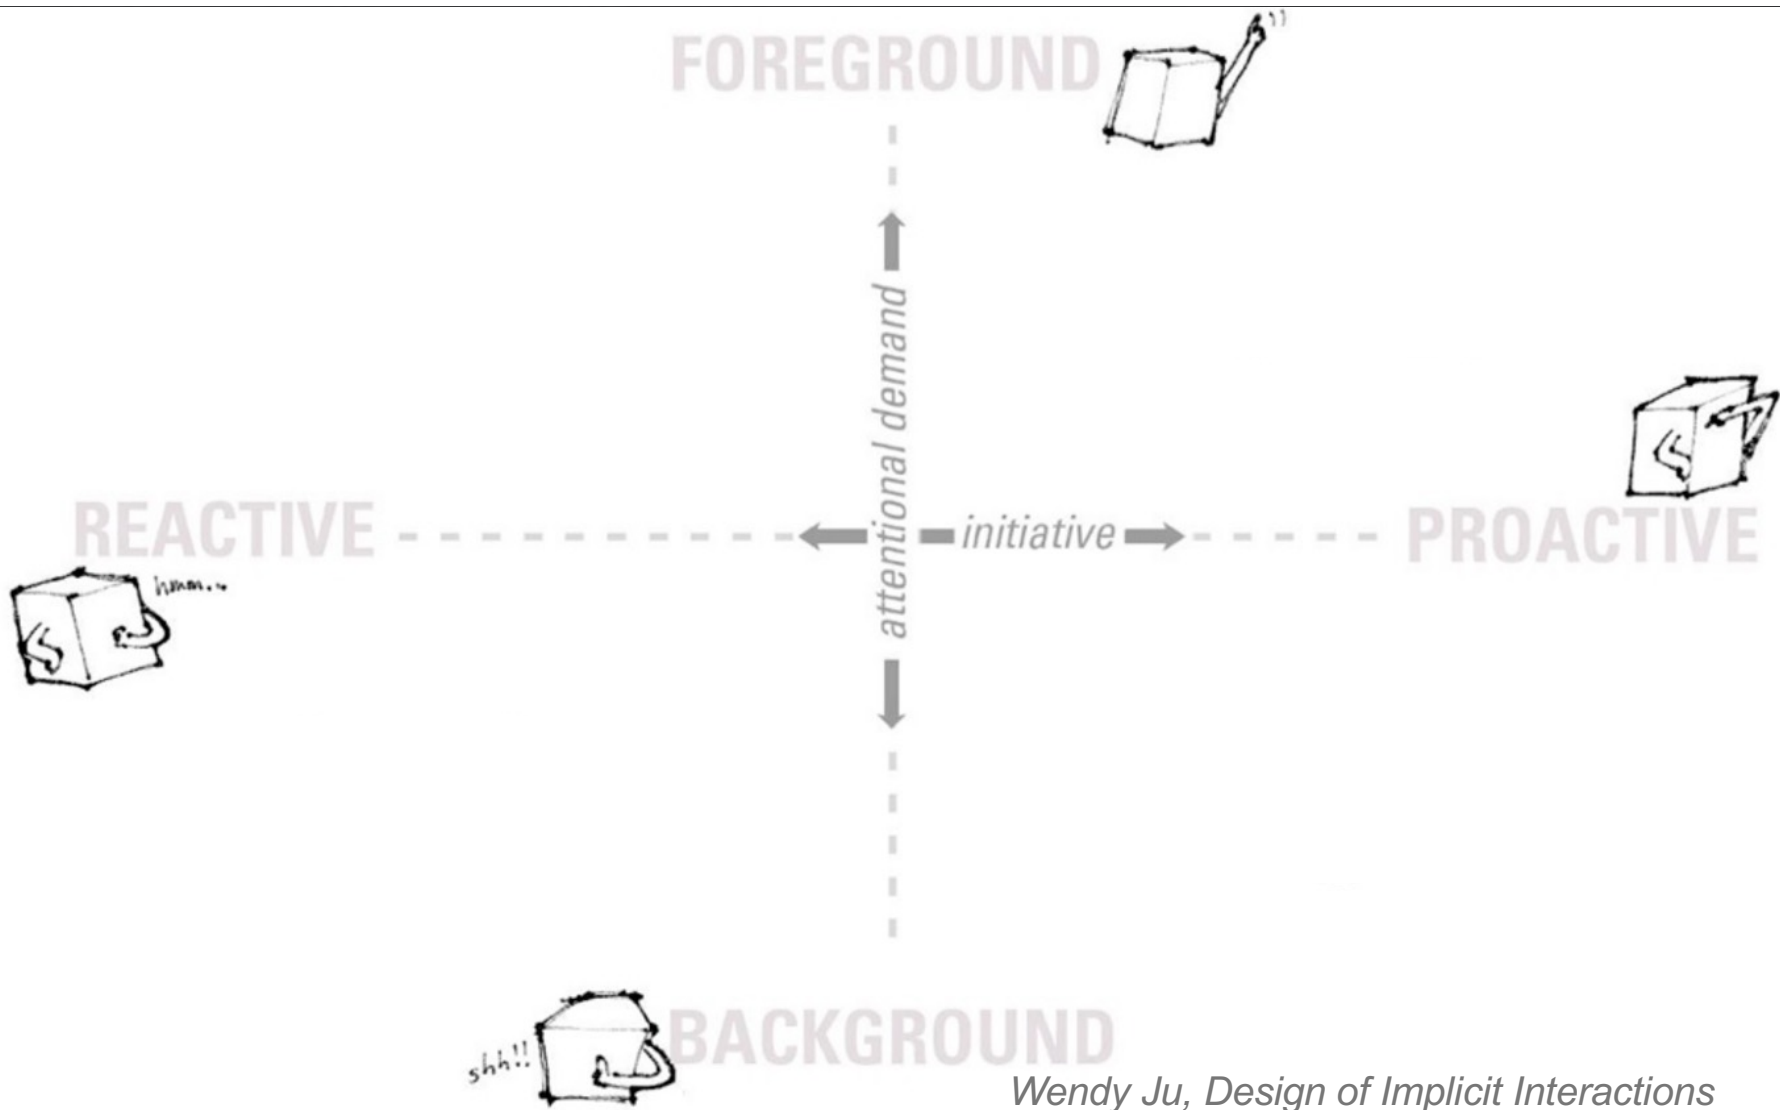 FOREGROUND
attentional demand
REACTIVE
initiative
PROACTIVE
hmm..
shh!!
BACKGROUND
Wendy Ju, Design of Implicit Interactions